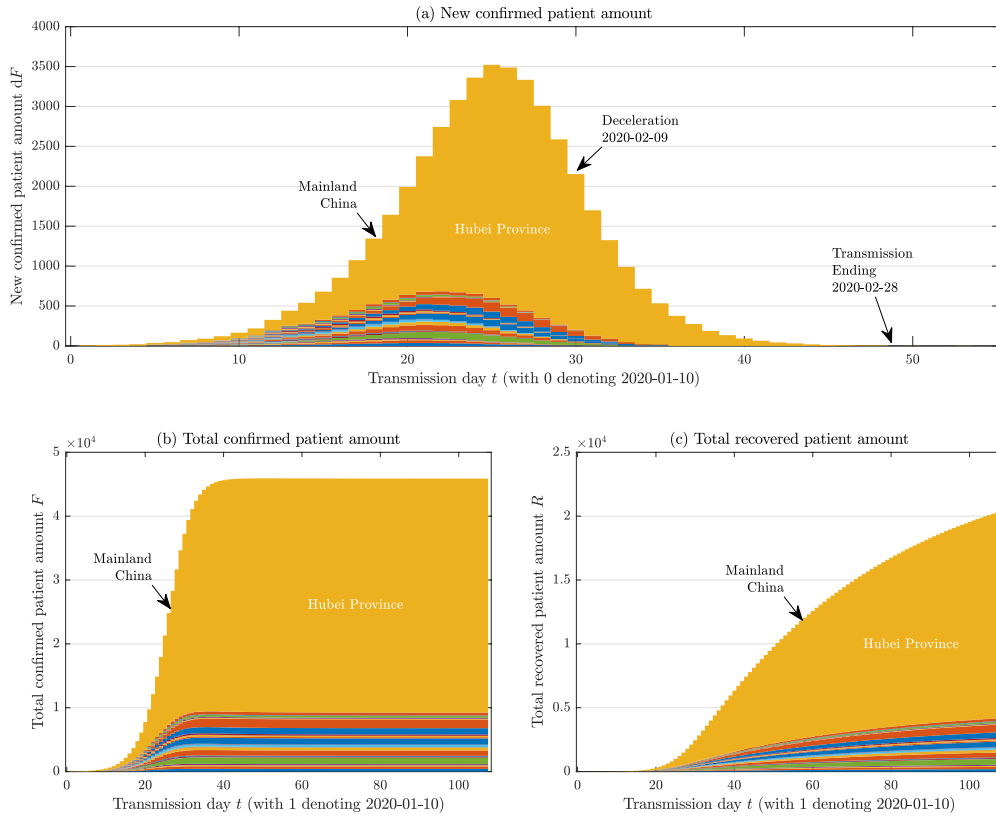 (a) New confirmed patient amount
4000
3500
3000
2500
2000
1500
1000
500
0
New confirmed patient amount dF
Deceleration
2020-02-09
Mainland
China
Hubei Province
Transmission
Ending
2020-02-28
0 10 20 30 40 50
Transmission day t (with 0 denoting 2020-01-10)
(b) Total confirmed patient amount
×10⁴
5
4
3
2
1
0
Total confirmed patient amount F
Mainland
China
Hubei Province
0 20 40 60 80 100
Transmission day t (with 1 denoting 2020-01-10)
(c) Total recovered patient amount
×10⁴
2.5
2
1.5
1
0.5
0
Total recovered patient amount R
Mainland
China
Hubei Province
0 20 40 60 80 100
Transmission day t (with 1 denoting 2020-01-10)